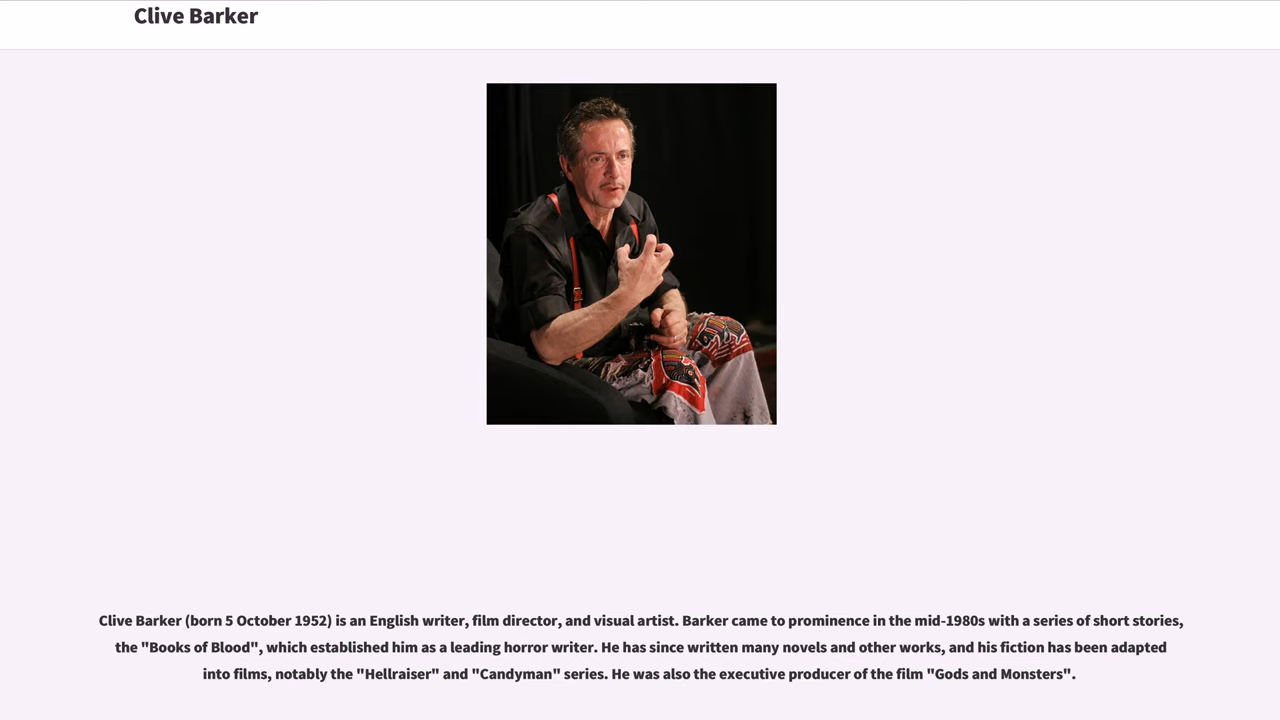 Clive Barker
Clive Barker (born 5 October 1952) is an English writer, film director, and visual artist. Barker came to prominence in the mid-1980s with a series of short stories,
the "Books of Blood", which established him as a leading horror writer. He has since written many novels and other works, and his fiction has been adapted
into films, notably the "Hellraiser" and "Candyman" series. He was also the executive producer of the film "Gods and Monsters".